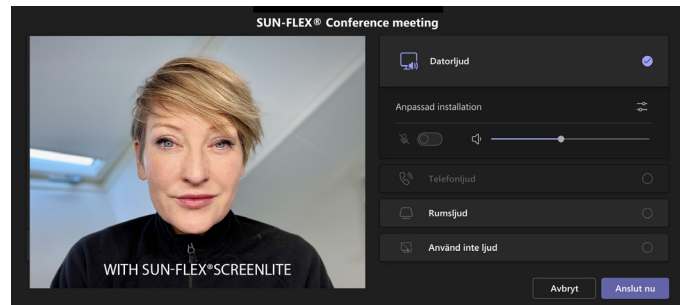 SUN-FLEX® Conference meeting
Datorljud
Anpassad installation
Telefonljud
Rumsljud
Använd inte ljud
WITH SUN-FLEX®SCREENLITE
Avbryt
Anslut nu